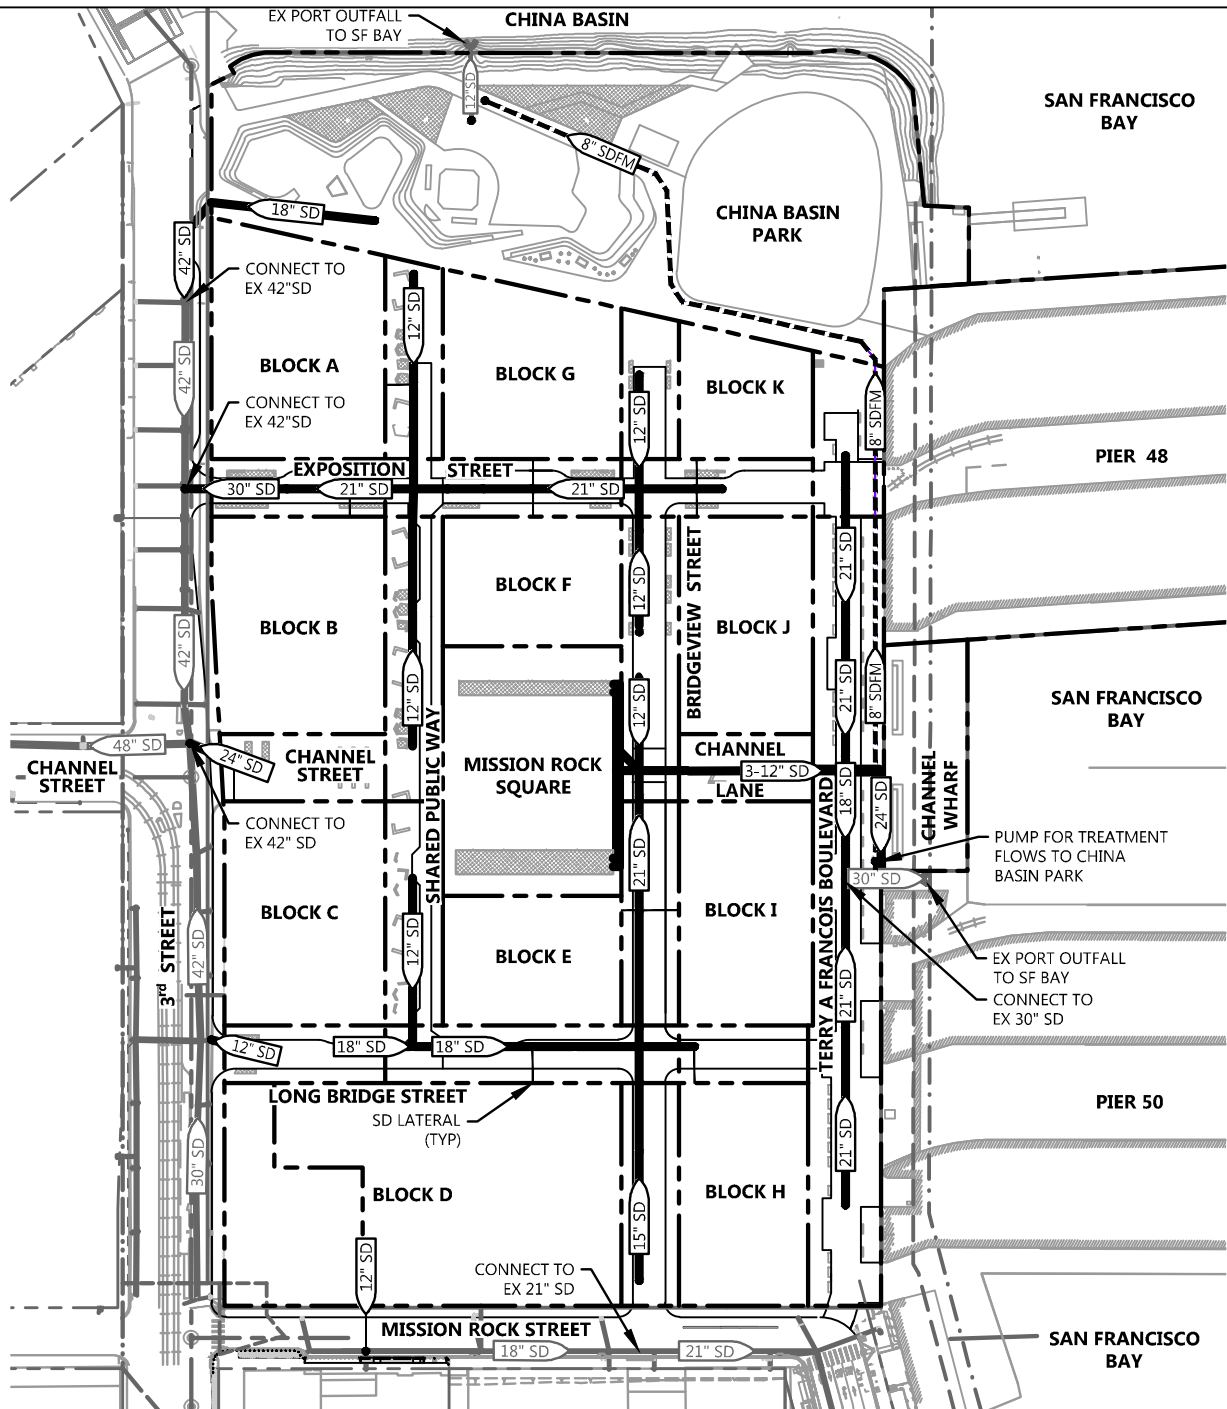 EX PORT OUTFALL
TO SF BAY
CHINA BASIN
SAN FRANCISCO
BAY
12"SD
8" SDFM
18" SD
CHINA BASIN
PARK
42" SD
CONNECT TO
EX 42"SD
12" SD
BLOCK A
BLOCK G
BLOCK K
42" SD
CONNECT TO
EX 42"SD
12" SD
8" SDFM
PIER 48
EXPOSITION STREET
30" SD
21" SD
21" SD
21" SD
BLOCK F
12" SD
BRIDGEVIEW STREET
BLOCK B
BLOCK J
42" SD
12" SD
12" SD
21" SD
8" SDFM
SAN FRANCISCO
BAY
48" SD
24" SD
CHANNEL
STREET
CHANNEL
STREET
SHARED PUBLIC WAY
MISSION ROCK
SQUARE
CHANNEL
LANE
3-12" SD
18" SD
24" SD
CHANNEL
WHARF
CONNECT TO
EX 42" SD
PUMP FOR TREATMENT
FLOWS TO CHINA
BASIN PARK
21" SD
30" SD
TERRY A FRANCOIS BOULEVARD
BLOCK C
BLOCK I
3rd STREET
42" SD
12" SD
BLOCK E
21" SD
EX PORT OUTFALL
TO SF BAY
CONNECT TO
EX 30" SD
12" SD
18" SD
18" SD
LONG BRIDGE STREET
SD LATERAL
(TYP)
PIER 50
30" SD
21" SD
BLOCK D
BLOCK H
15" SD
12" SD
CONNECT TO
EX 21" SD
MISSION ROCK STREET
18" SD
21" SD
SAN FRANCISCO
BAY